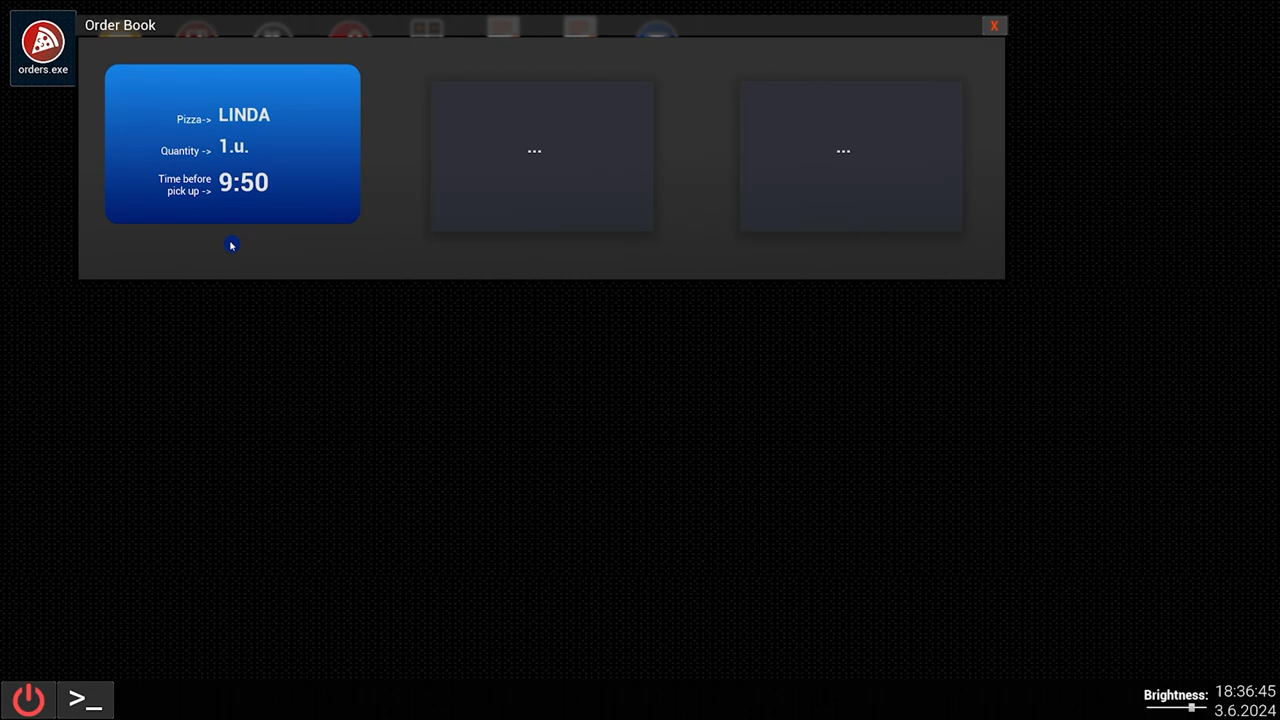 Order Book
X
orders.exe
Pizza-> LINDA
Quantity -> 1.u.
Time before
pick up -> 9:50
...
...
>_
Brightness:
18:36:45
3.6.2024